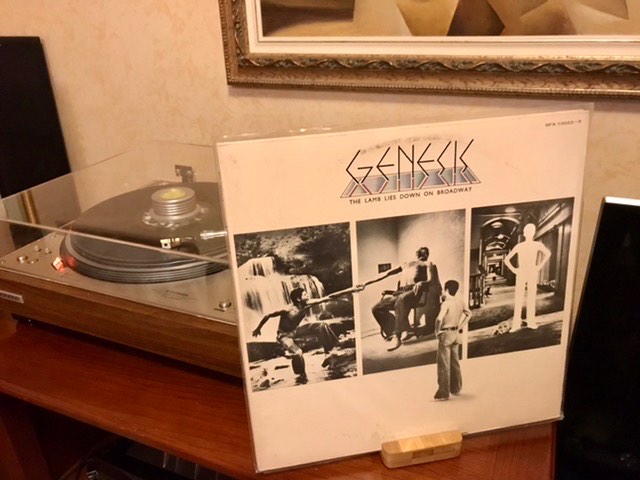 GENESIS
THE LAMB LIES DOWN ON BROADWAY